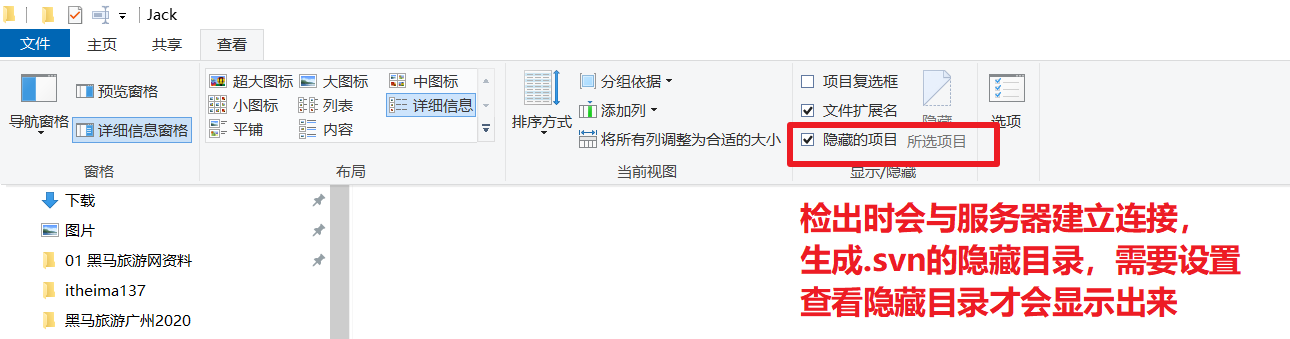 Jack
文件 主页 共享 查看
导航窗格
预览窗格
详细信息窗格
窗格
超大图标 大图标 中图标
小图标 列表 详细信息
平铺 内容
布局
排序方式
分组依据
添加列
将所有列调整为合适的大小
当前视图
项目复选框
文件扩展名
隐藏的项目
隐藏
所选项目
显示/隐藏
选项
下载
图片
01 黑马旅游网资料
itheima137
黑马旅游广州2020
检出时会与服务器建立连接，
生成.svn的隐藏目录，需要设置
查看隐藏目录才会显示出来